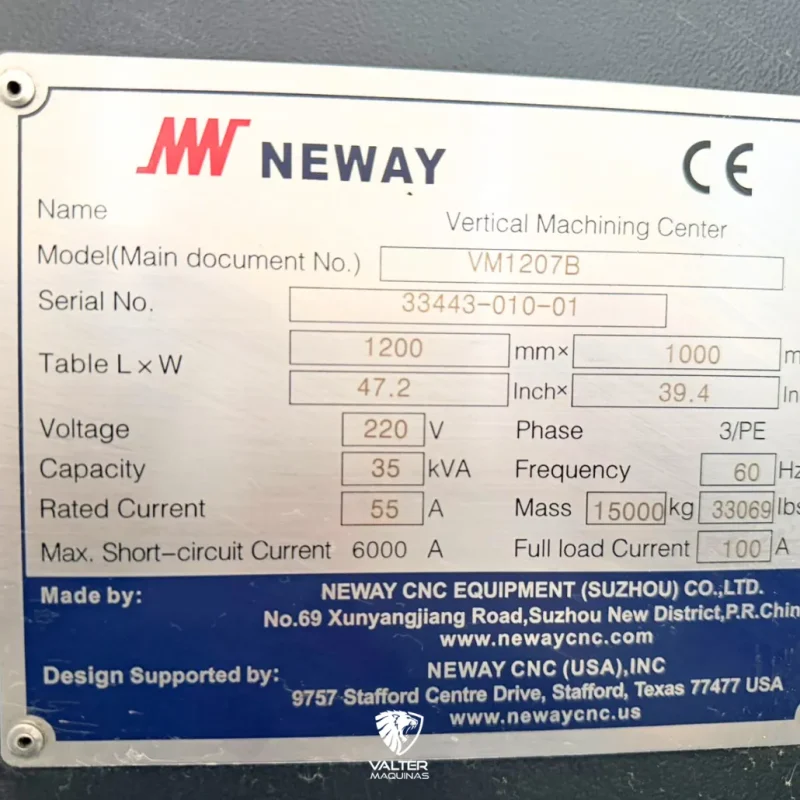 NEWAY CE
Name Vertical Machining Center
Model(Main document No.) VM1207B
Serial No. 33443-010-01
Table L×W 1200 mm× 1000 m
47.2 Inch× 39.4 In
Voltage 220 V Phase 3/PE
Capacity 35 kVA Frequency 60 Hz
Rated Current 55 A Mass 15000 kg 33069 lbs
Max. Short-circuit Current 6000 A Full load Current 100 A
Made by: NEWAY CNC EQUIPMENT (SUZHOU) CO.,LTD.
No.69 Xunyangjiang Road,Suzhou New District,P.R.Chin
www.newaycnc.com
Design Supported by: NEWAY CNC (USA),INC
9757 Stafford Centre Drive, Stafford, Texas 77477 USA
www.newaycnc.us
VALTER
MAQUINAS